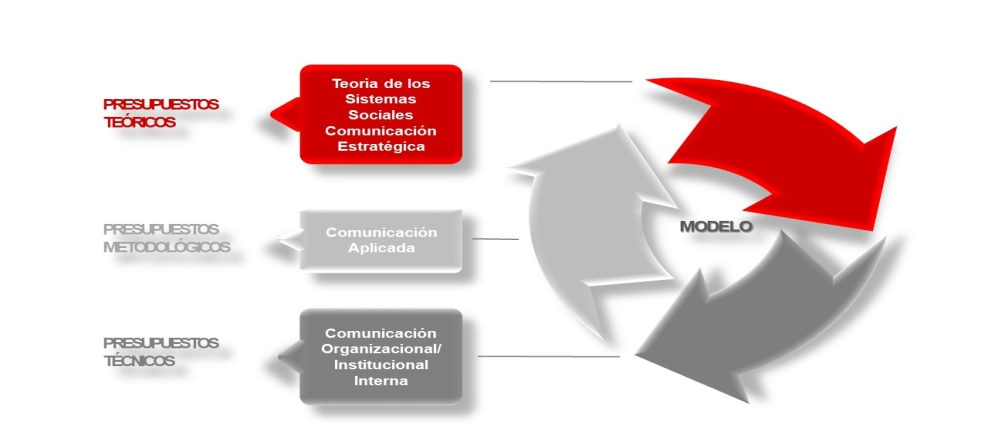 PRESUPUESTOS
TEÓRICOS
Teoría de los
Sistemas
Sociales
Comunicación
Estratégica
PRESUPUESTOS
METODOLÓGICOS
Comunicación
Aplicada
MODELO
PRESUPUESTOS
TÉCNICOS
Comunicación
Organizacional/
Institucional
Interna